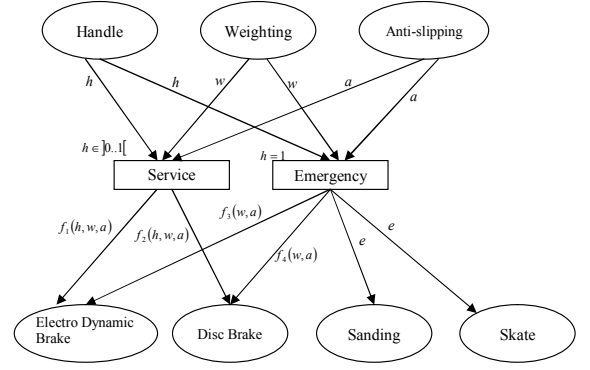 Handle
Weighting
Anti-slipping
h
h
w
w
a
a
h ∈ ]0..1[
h = 1
Service
Emergency
f₁(h, w, a)
f₂(h, w, a)
f₃(w, a)
f₄(w, a)
e
e
Electro Dynamic
Brake
Disc Brake
Sanding
Skate